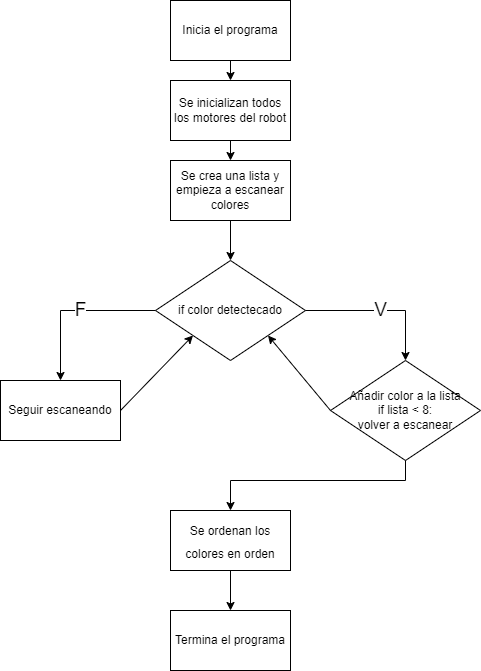 Inicia el programa
Se inicializan todos
los motores del robot
Se crea una lista y
empieza a escanear
colores
if color detectecado
F
V
Seguir escaneando
Añadir color a la lista
if lista < 8:
volver a escanear
Se ordenan los
colores en orden
Termina el programa